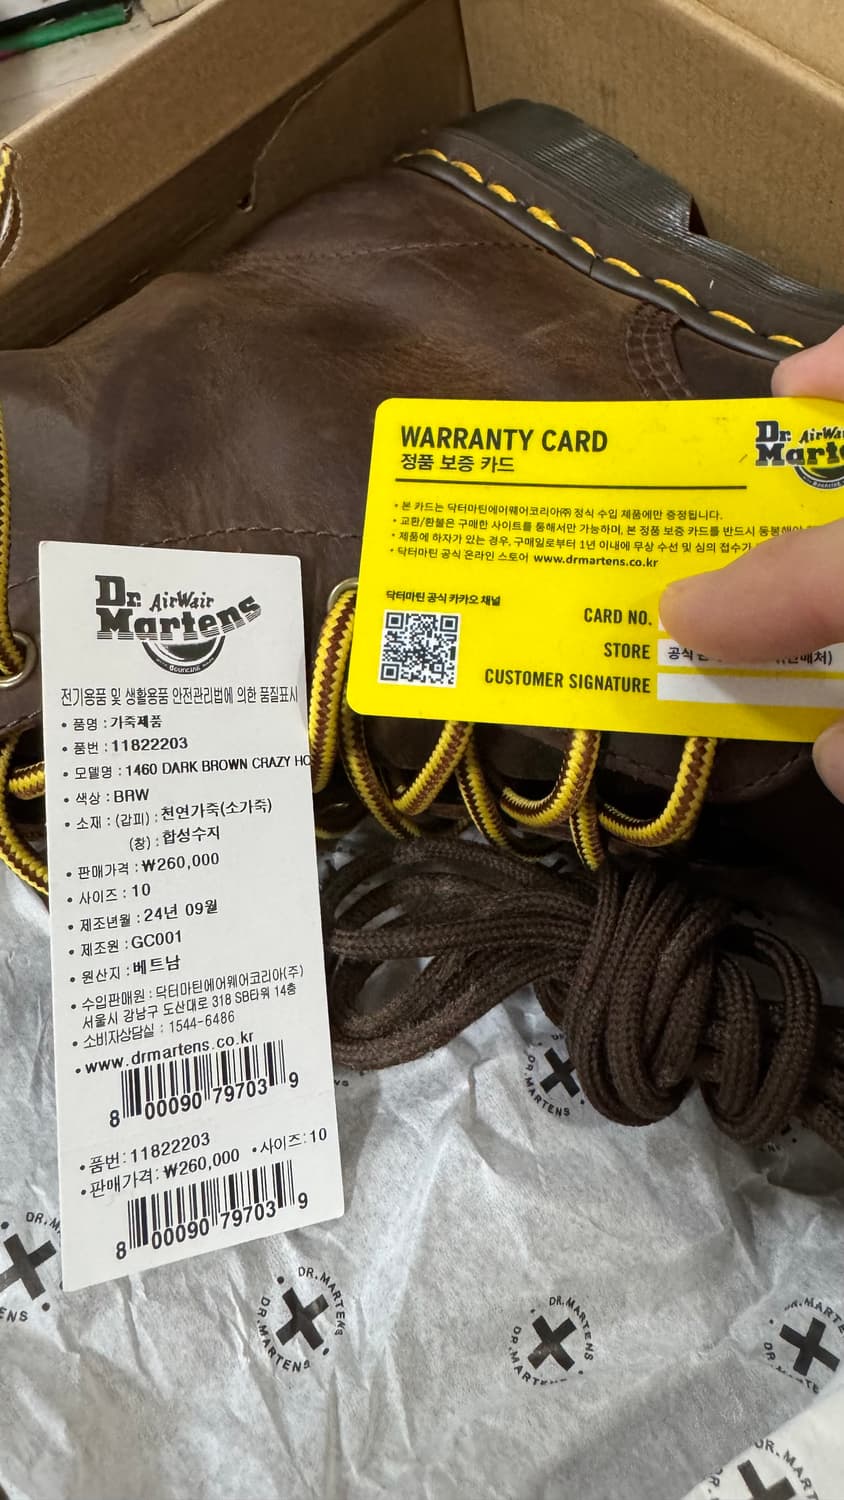 WARRANTY CARD
정품 보증 카드
Dr. AirWai
Marte
• 본 카드는 닥터마틴에어웨어코리아㈜ 정식 수입 제품에만 증정됩니다.
• 교환/환불은 구매한 사이트를 통해서만 가능하며, 본 정품 보증 카드를 반드시 동봉해야
• 제품에 하자가 있는 경우, 구매일로부터 1년 이내에 무상 수선 및 심의 접수가
• 닥터마틴 공식 온라인 스토어 www.drmartens.co.kr
닥터마틴 공식 카카오 채널
CARD NO.
STORE 공식
CUSTOMER SIGNATURE
Dr. AirWair
Martens
전기용품 및 생활용품 안전관리법에 의한 품질표시
• 품명 : 가죽제품
• 품번 : 11822203
• 모델명 : 1460 DARK BROWN CRAZY HO
• 색상 : BRW
• 소재 : (갑피) : 천연가죽(소가죽)
(창) : 합성수지
• 판매가격 : ₩260,000
• 사이즈 : 10
• 제조년월 : 24년 09월
• 제조원 : GC001
• 원산지 : 베트남
• 수입판매원 : 닥터마틴에어웨어코리아(주)
서울시 강남구 도산대로 318 SB타워 14층
• 소비자상담실 : 1544-6486
• www.drmartens.co.kr
8 00090 79703 9
• 품번: 11822203
• 판매가격: ₩260,000 • 사이즈: 10
8 00090 79703 9
DR.MARTENS
DR.MARTENS
DR.MARTENS
DR.MARTENS
DR.MARTENS